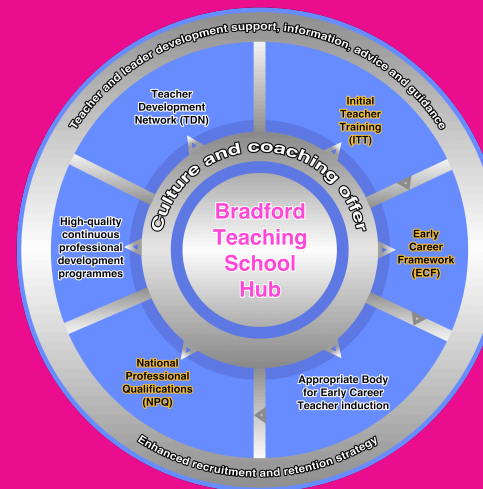 Teacher and leader development support, information, advice and guidance
Teacher
Development
Network (TDN)
Initial
Teacher
Training
(ITT)
Culture and coaching offer
High-quality
continuous
professional
development
programmes
Bradford
Teaching
School
Hub
Early
Career
Framework
(ECF)
National
Professional
Qualifications
(NPQ)
Appropriate Body
for Early Career
Teacher induction
Enhanced recruitment and retention strategy